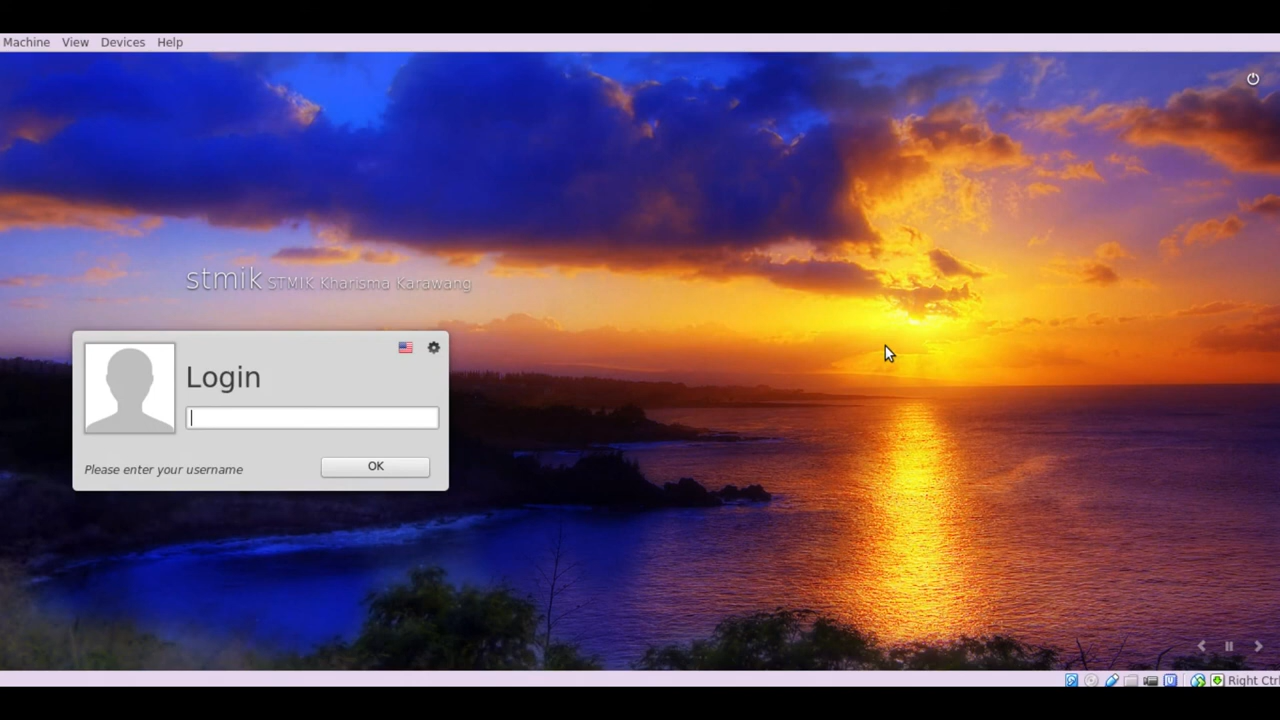 Machine View Devices Help
stmik STMIK Kharisma Karawang
Login
Please enter your username
OK
Right Ctrl